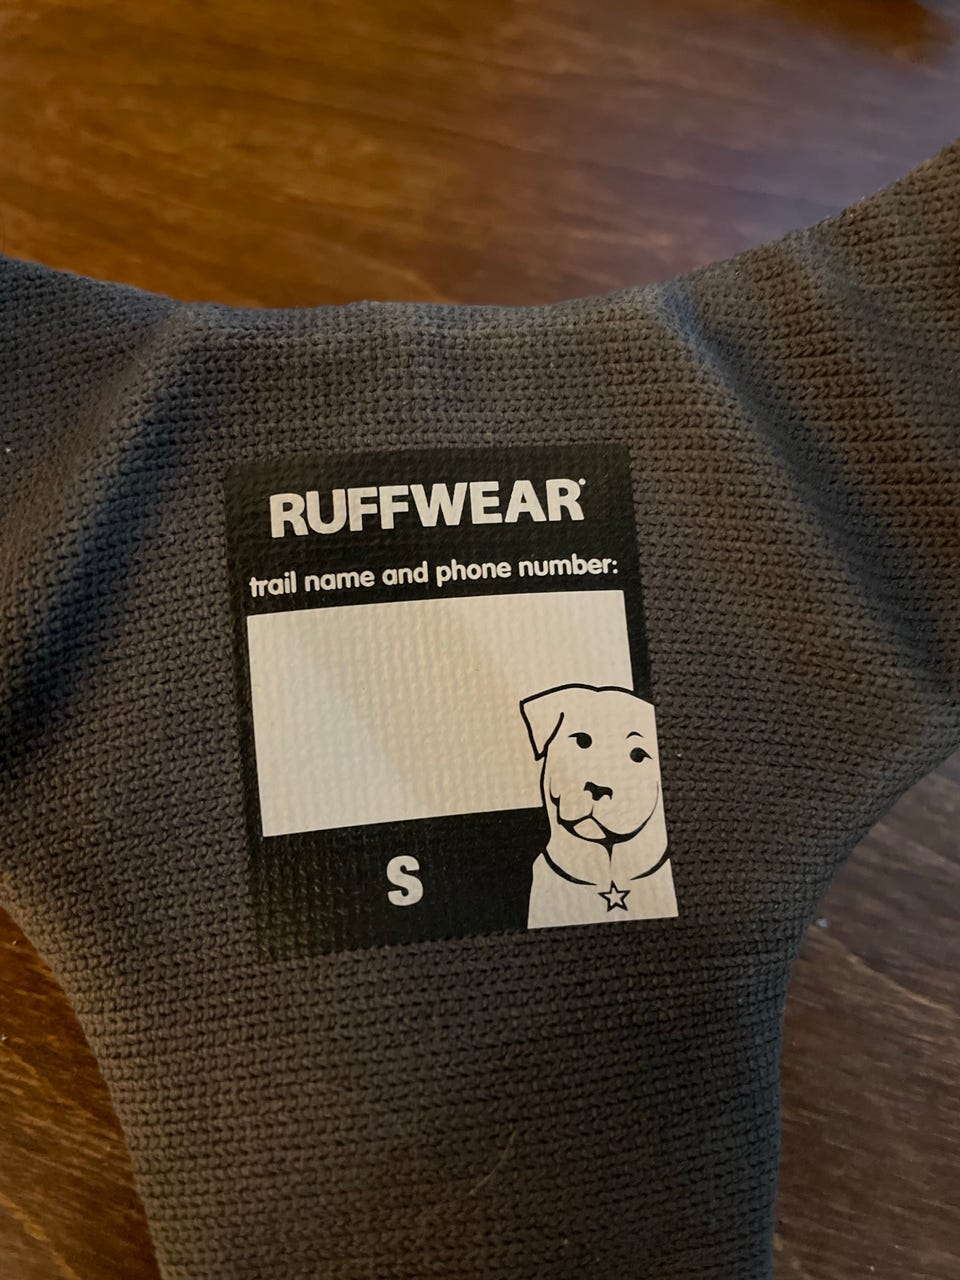 RUFFWEAR
trail name and phone number:
S